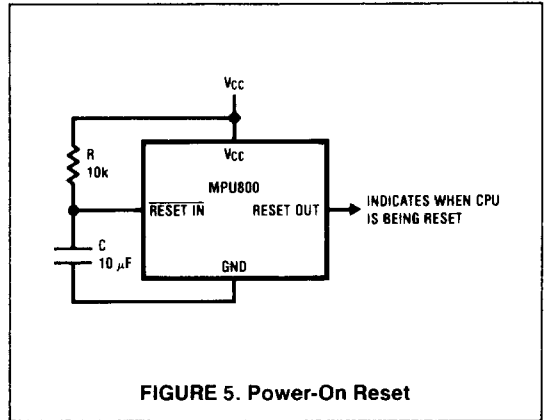 VCC
R
10k
VCC
MPU800
RESET IN
RESET OUT
INDICATES WHEN CPU
IS BEING RESET
C
10 μF
GND
FIGURE 5. Power-On Reset